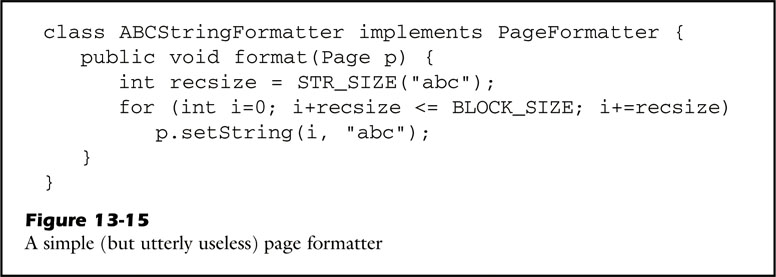 class ABCStringFormatter implements PageFormatter {
   public void format(Page p) {
      int recsize = STR_SIZE("abc");
      for (int i=0; i+recsize <= BLOCK_SIZE; i+=recsize)
         p.setString(i, "abc");
   }
}
Figure 13-15
A simple (but utterly useless) page formatter